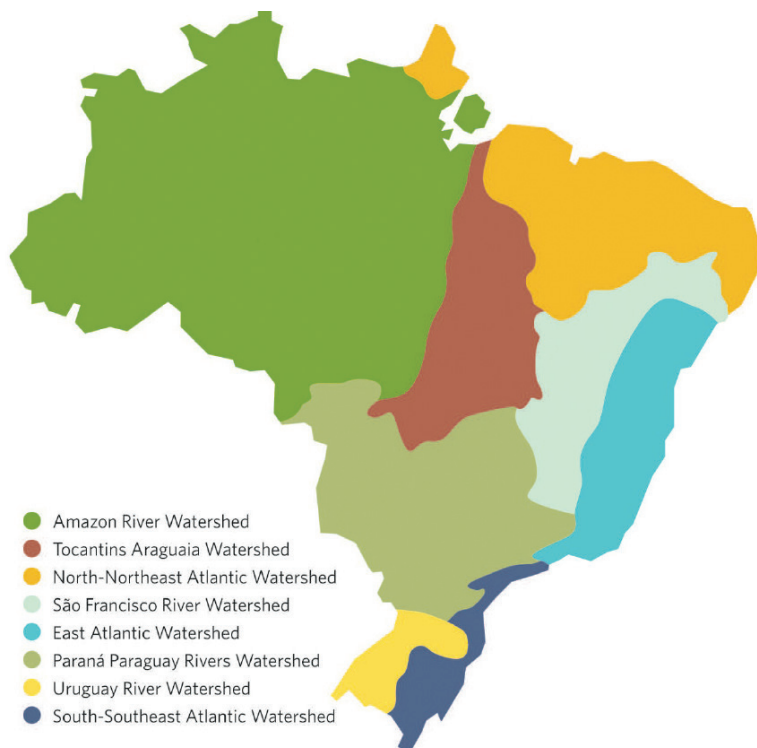 Amazon River Watershed
Tocantins Araguaia Watershed
North-Northeast Atlantic Watershed
São Francisco River Watershed
East Atlantic Watershed
Paraná Paraguay Rivers Watershed
Uruguay River Watershed
South-Southeast Atlantic Watershed